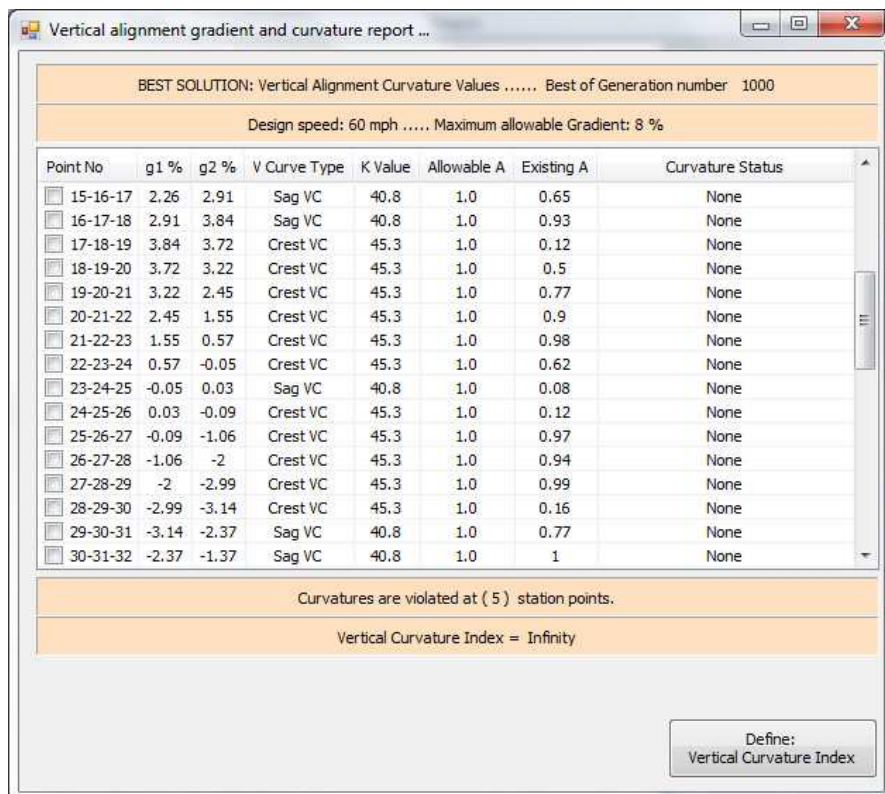 Vertical alignment gradient and curvature report ...
BEST SOLUTION: Vertical Alignment Curvature Values ...... Best of Generation number 1000
Design speed: 60 mph ..... Maximum allowable Gradient: 8 %
Point No g1 % g2 % V Curve Type K Value Allowable A Existing A Curvature Status
15-16-17 2.26 2.91 Sag VC 40.8 1.0 0.65 None
16-17-18 2.91 3.84 Sag VC 40.8 1.0 0.93 None
17-18-19 3.84 3.72 Crest VC 45.3 1.0 0.12 None
18-19-20 3.72 3.22 Crest VC 45.3 1.0 0.5 None
19-20-21 3.22 2.45 Crest VC 45.3 1.0 0.77 None
20-21-22 2.45 1.55 Crest VC 45.3 1.0 0.9 None
21-22-23 1.55 0.57 Crest VC 45.3 1.0 0.98 None
22-23-24 0.57 -0.05 Crest VC 45.3 1.0 0.62 None
23-24-25 -0.05 0.03 Sag VC 40.8 1.0 0.08 None
24-25-26 0.03 -0.09 Crest VC 45.3 1.0 0.12 None
25-26-27 -0.09 -1.06 Crest VC 45.3 1.0 0.97 None
26-27-28 -1.06 -2 Crest VC 45.3 1.0 0.94 None
27-28-29 -2 -2.99 Crest VC 45.3 1.0 0.99 None
28-29-30 -2.99 -3.14 Crest VC 45.3 1.0 0.16 None
29-30-31 -3.14 -2.37 Sag VC 40.8 1.0 0.77 None
30-31-32 -2.37 -1.37 Sag VC 40.8 1.0 1 None
Curvatures are violated at ( 5 ) station points.
Vertical Curvature Index = Infinity
Define:
Vertical Curvature Index